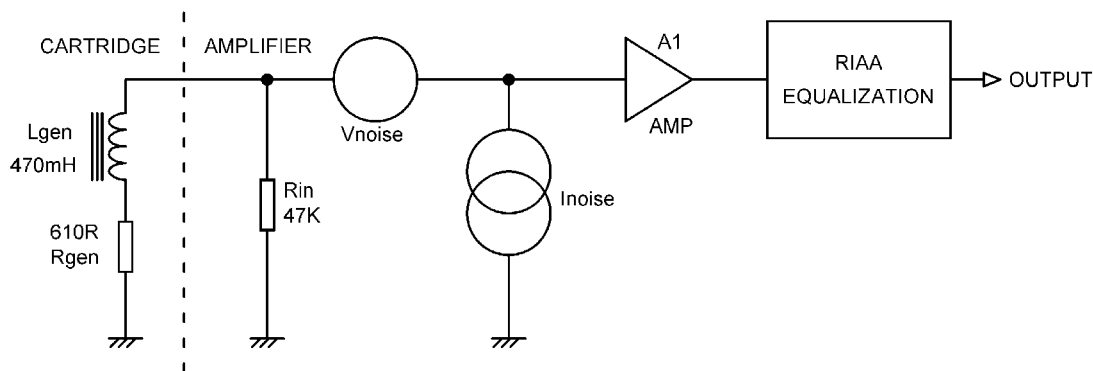 CARTRIDGE
AMPLIFIER
A1
RIAA
EQUALIZATION
OUTPUT
Lgen
470mH
Vnoise
AMP
Rin
47K
Inoise
610R
Rgen